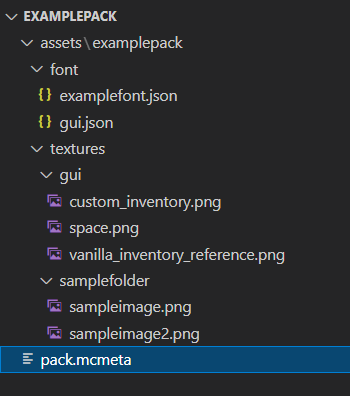 EXAMPLEPACK
assets\examplepack
font
{} examplefont.json
{} gui.json
textures
gui
custom_inventory.png
space.png
vanilla_inventory_reference.png
samplefolder
sampleimage.png
sampleimage2.png
pack.mcmeta